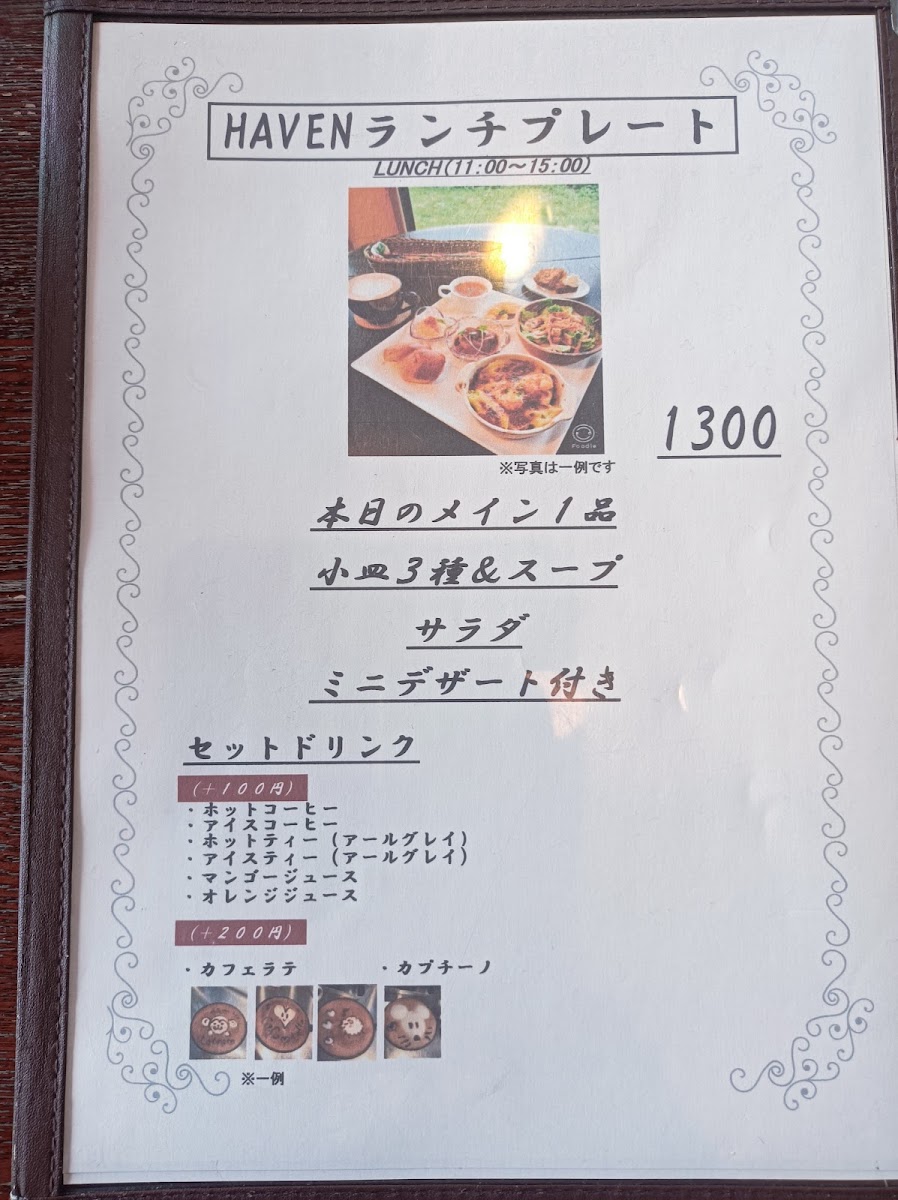 HAVENランチプレート
LUNCH(11:00～15:00)
Foodie
1300
※写真は一例です
本日のメイン1品
小皿3種&スープ
サラダ
ミニデザート付き
セットドリンク
(+100円)
・ホットコーヒー
・アイスコーヒー
・ホットティー (アールグレイ)
・アイスティー (アールグレイ)
・マンゴージュース
・オレンジジュース
(+200円)
・カフェラテ ・カプチーノ
※一例